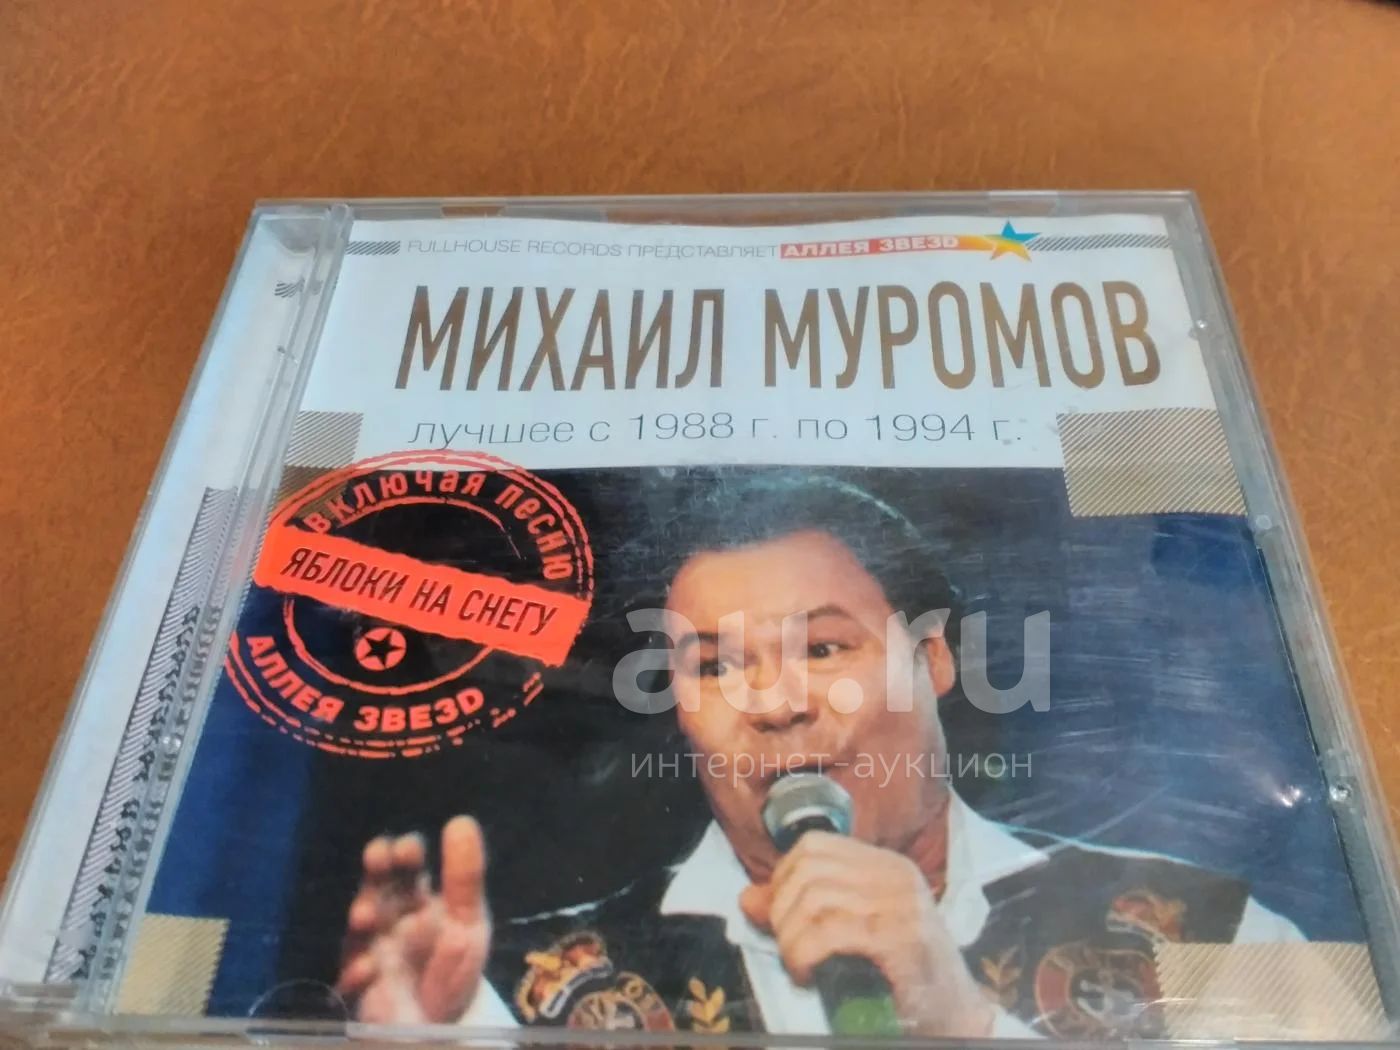 FULLHOUSE RECORDS ПРЕДСТАВЛЯЕТ АЛЛЕЯ ЗВЕЗD
МИХАИЛ МУРОМОВ
лучшее с 1988 г. по 1994 г.
включая песню
ЯБЛОКИ НА СНЕГУ
АЛЛЕЯ ЗВЕЗD
au.ru
интернет-аукцион